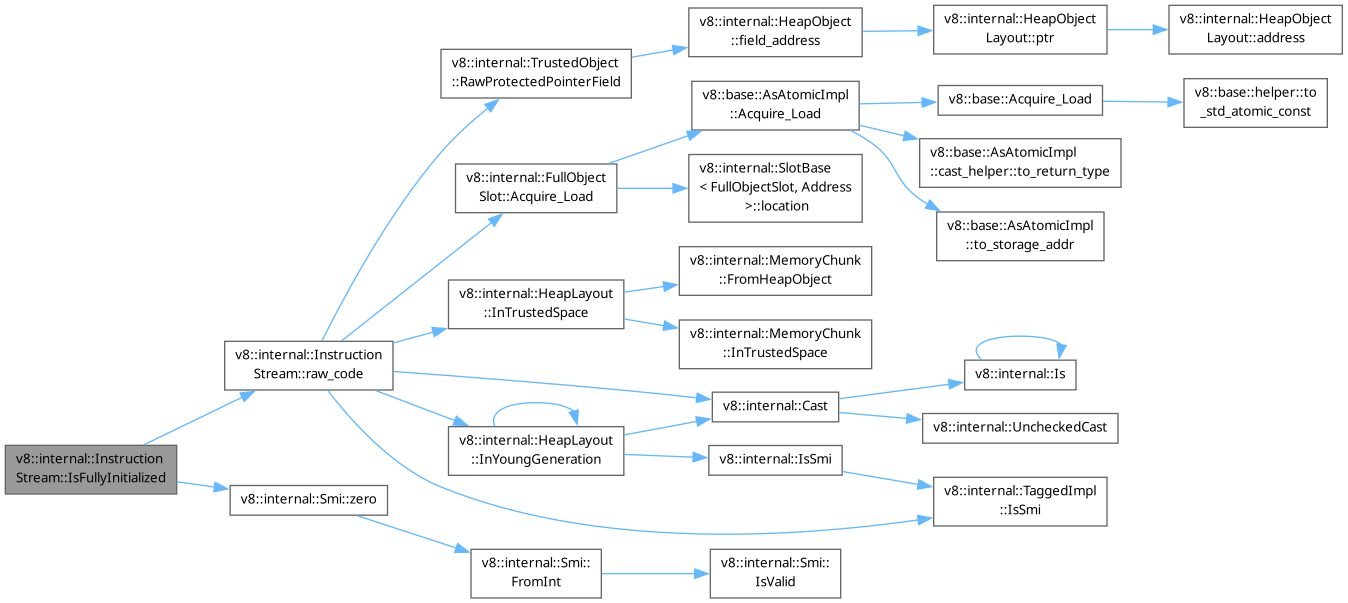 v8::internal::Instruction
Stream::IsFullyInitialized
v8::internal::Instruction
Stream::raw_code
v8::internal::Smi::zero
v8::internal::TrustedObject
::RawProtectedPointerField
v8::internal::FullObject
Slot::Acquire_Load
v8::internal::HeapLayout
::InTrustedSpace
v8::internal::HeapLayout
::InYoungGeneration
v8::internal::Smi::
FromInt
v8::internal::HeapObject
::field_address
v8::base::AsAtomicImpl
::Acquire_Load
v8::internal::SlotBase
< FullObjectSlot, Address
>::location
v8::internal::MemoryChunk
::FromHeapObject
v8::internal::MemoryChunk
::InTrustedSpace
v8::internal::Cast
v8::internal::IsSmi
v8::internal::Smi::
IsValid
v8::internal::HeapObject
Layout::ptr
v8::base::Acquire_Load
v8::base::AsAtomicImpl
::cast_helper::to_return_type
v8::base::AsAtomicImpl
::to_storage_addr
v8::internal::Is
v8::internal::UncheckedCast
v8::internal::TaggedImpl
::IsSmi
v8::internal::HeapObject
Layout::address
v8::base::helper::to
_std_atomic_const